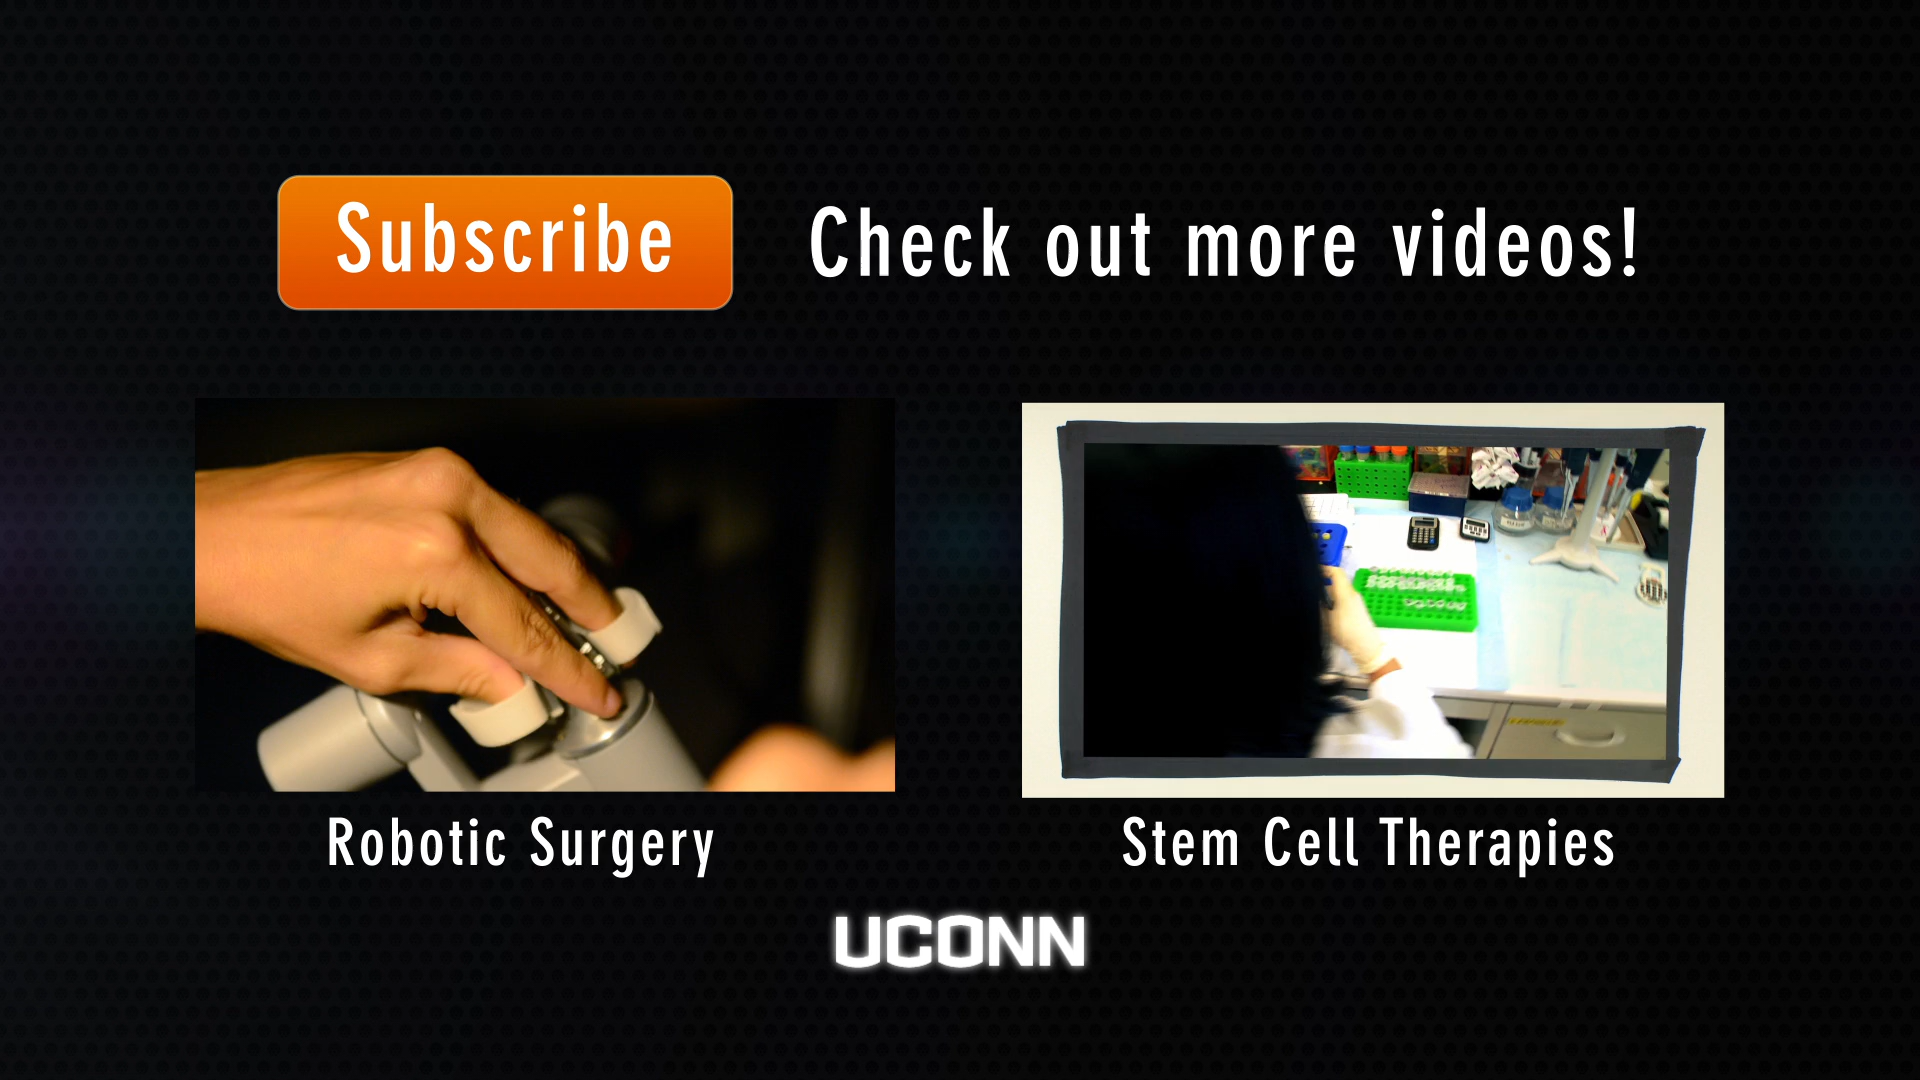 Subscribe
Check out more videos!
Robotic Surgery
Stem Cell Therapies
UCONN